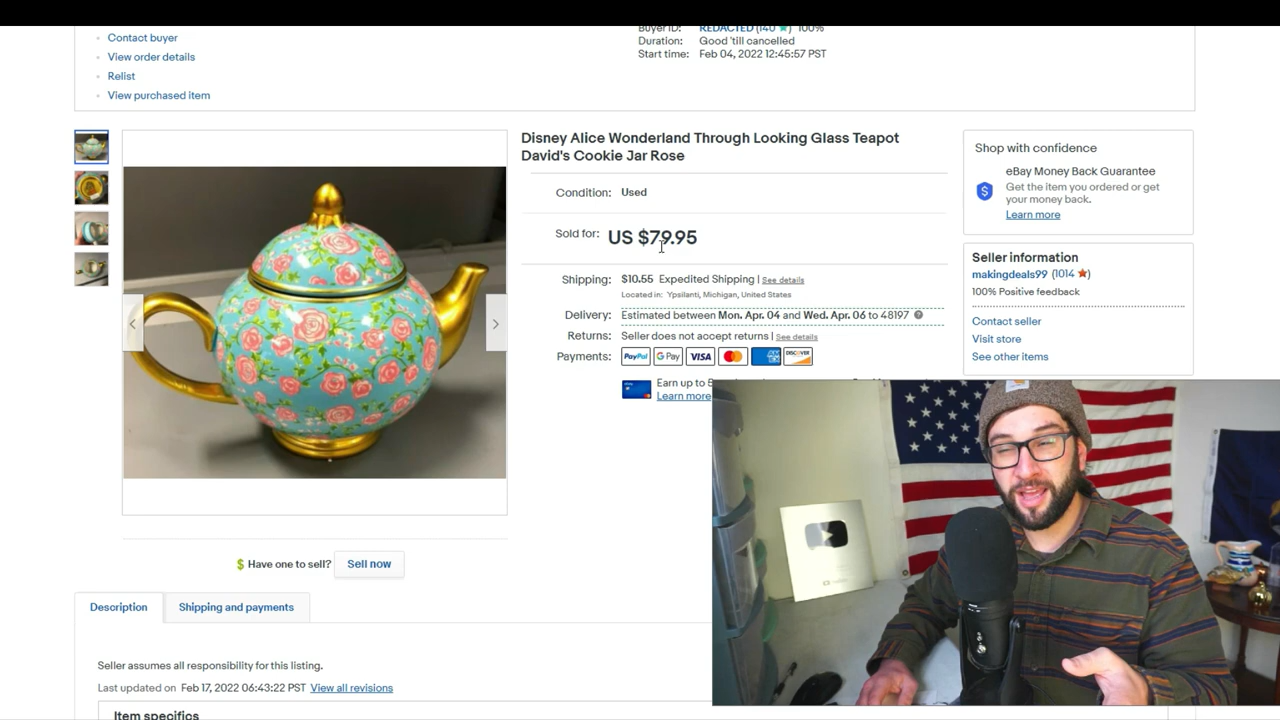 Contact buyer
View order details
Relist
View purchased item
Buyer ID: REDACTED (140 ) 100%
Duration: Good 'till cancelled
Start time: Feb 04, 2022 12:45:57 PST
Disney Alice Wonderland Through Looking Glass Teapot
David's Cookie Jar Rose
Condition: Used
Sold for: US $79.95
Shipping: $10.55 Expedited Shipping | See details
Located in: Ypsilanti, Michigan, United States
Delivery: Estimated between Mon. Apr. 04 and Wed. Apr. 06 to 48197
Returns: Seller does not accept returns | See details
Payments: PayPal G Pay VISA DISCOVER
Earn up to
Learn more
Shop with confidence
eBay Money Back Guarantee
Get the item you ordered or get
your money back.
Learn more
Seller information
makingdeals99 (1014 )
100% Positive feedback
Contact seller
Visit store
See other items
$ Have one to sell? Sell now
Description
Shipping and payments
Seller assumes all responsibility for this listing.
Last updated on Feb 17, 2022 06:43:22 PST View all revisions
Item specifics